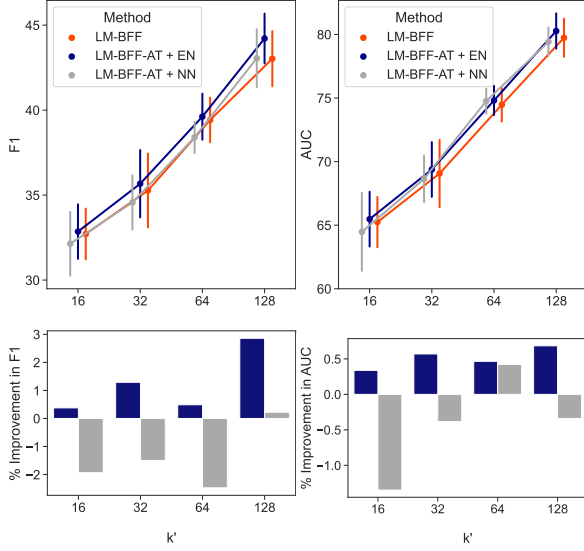 Method
LM-BFF
LM-BFF-AT + EN
LM-BFF-AT + NN
F1
45
40
35
30
16 32 64 128
Method
LM-BFF
LM-BFF-AT + EN
LM-BFF-AT + NN
AUC
80
75
70
65
60
16 32 64 128
% Improvement in F1
3
2
1
0
−1
−2
16 32 64 128
k'
% Improvement in AUC
0.5
0.0
−0.5
−1.0
16 32 64 128
k'